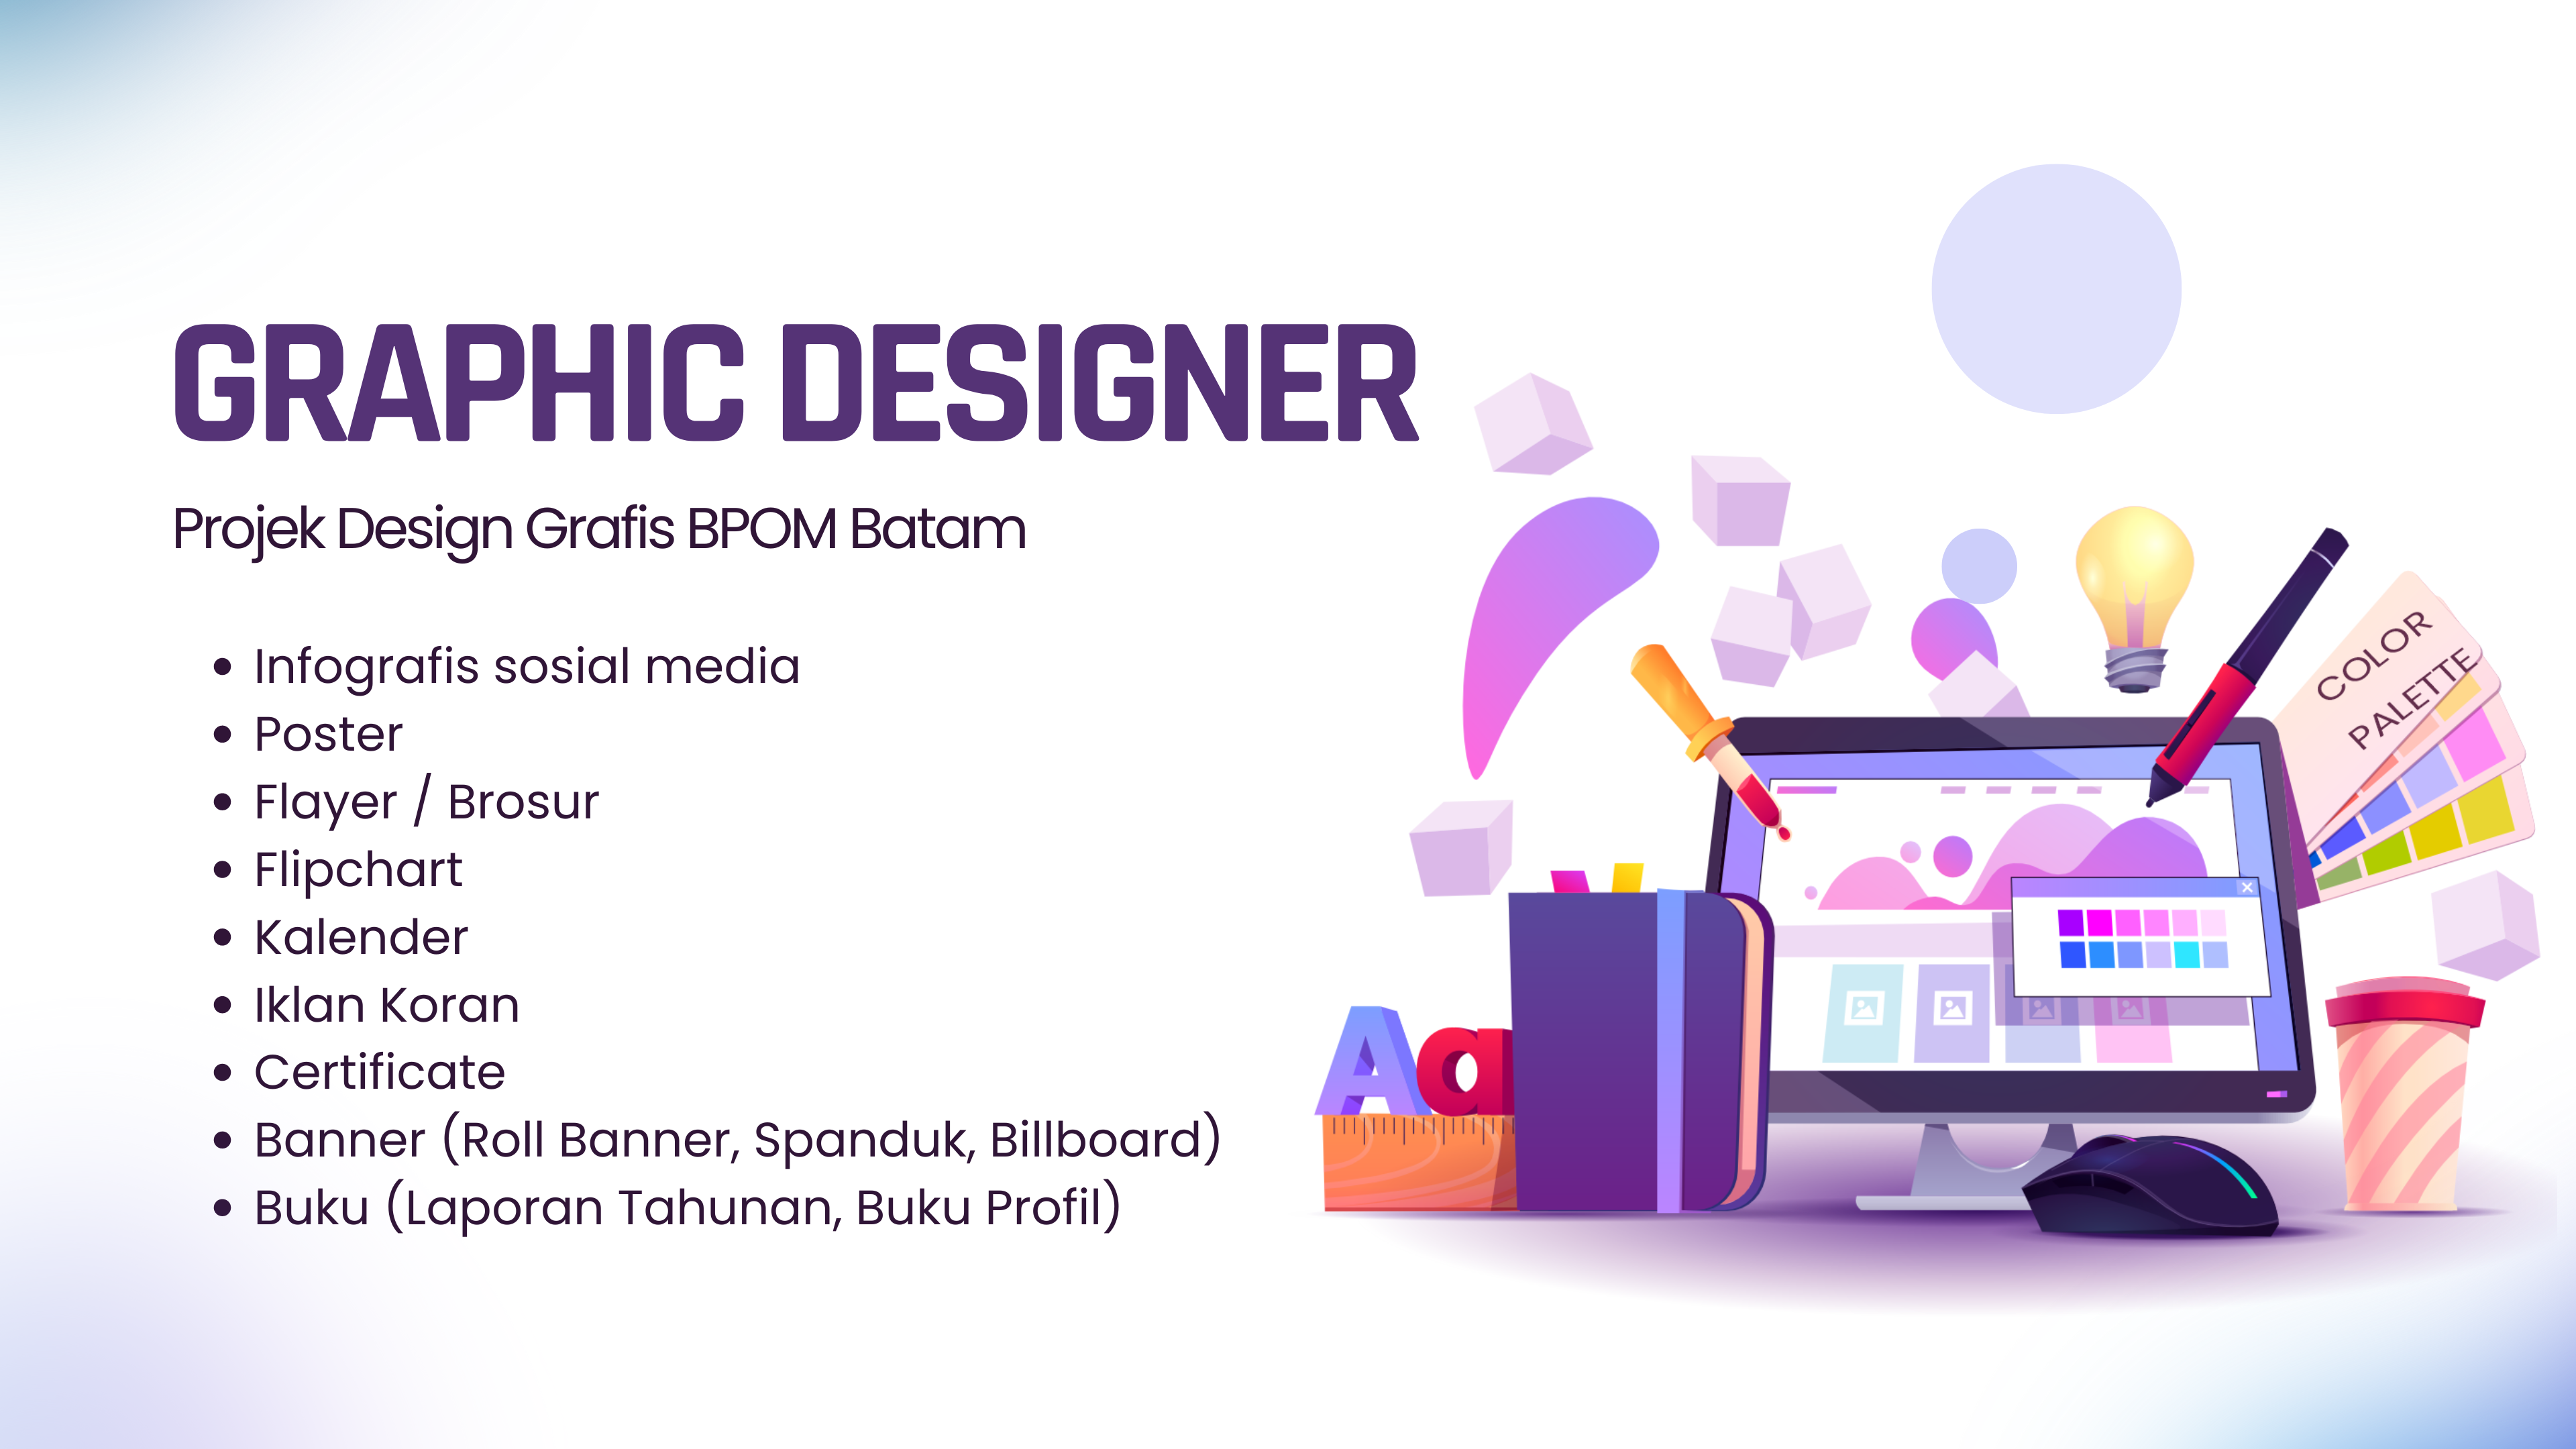 GRAPHIC DESIGNER
Projek Design Grafis BPOM Batam
• Infografis sosial media
• Poster
• Flayer / Brosur
• Flipchart
• Kalender
• Iklan Koran
• Certificate
• Banner (Roll Banner, Spanduk, Billboard)
• Buku (Laporan Tahunan, Buku Profil)
COLOR
PALETTE
Aa